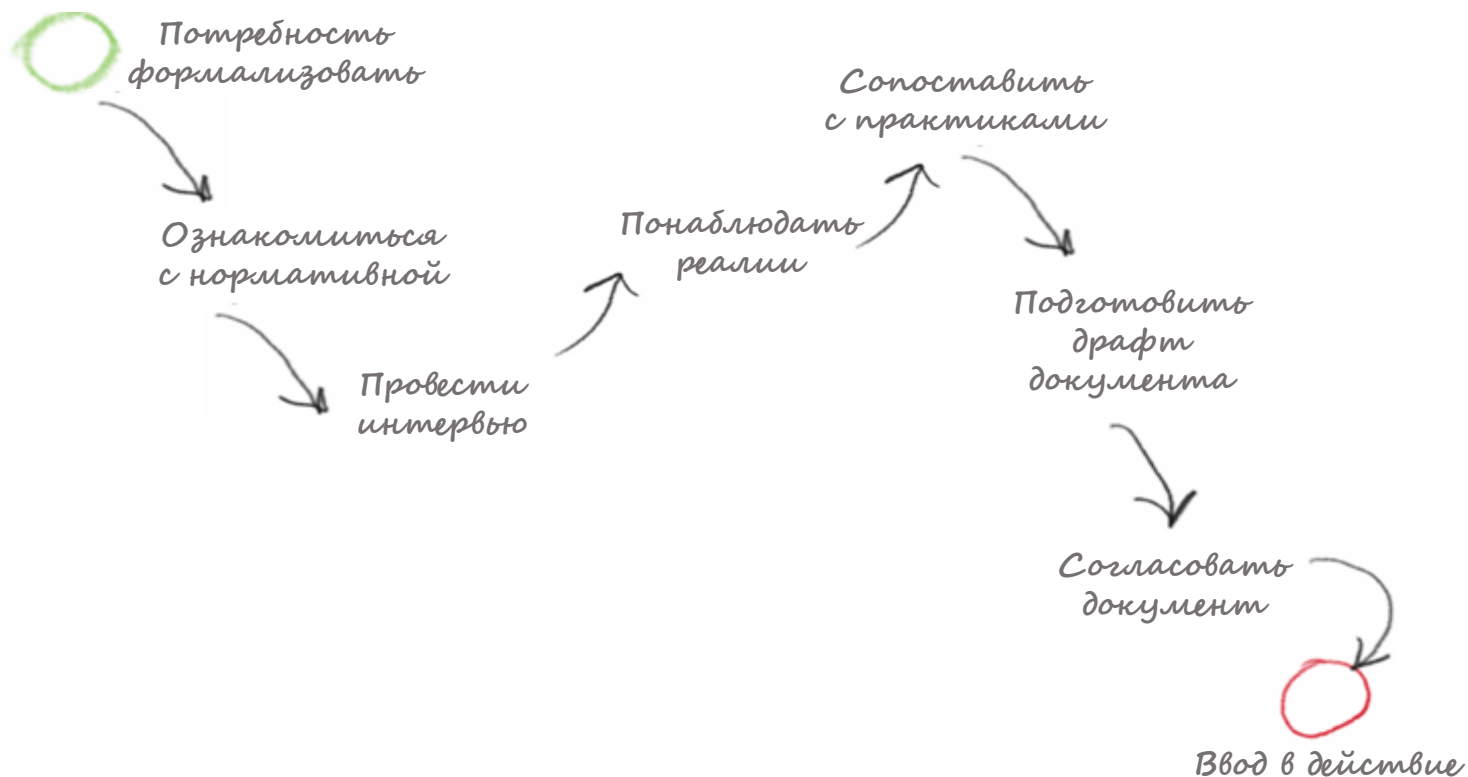 Потребность
формализовать
Ознакомиться
с нормативной
Провести
интервью
Понаблюдать
реалии
Сопоставить
с практиками
Подготовить
драфт
документа
Согласовать
документ
Ввод в действие